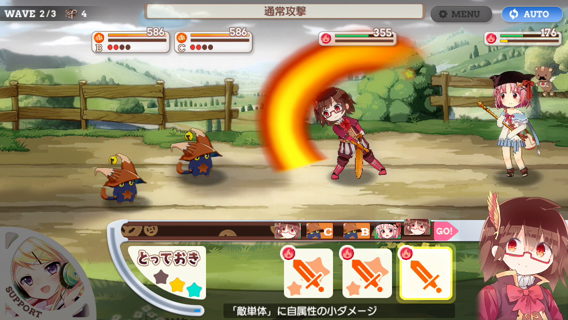 WAVE 2/3 4
通常攻撃
MENU
AUTO
586
B
586
C
355
176
C B GO!
とっておき
SUPPORT
「敵単体」に自属性の小ダメージ